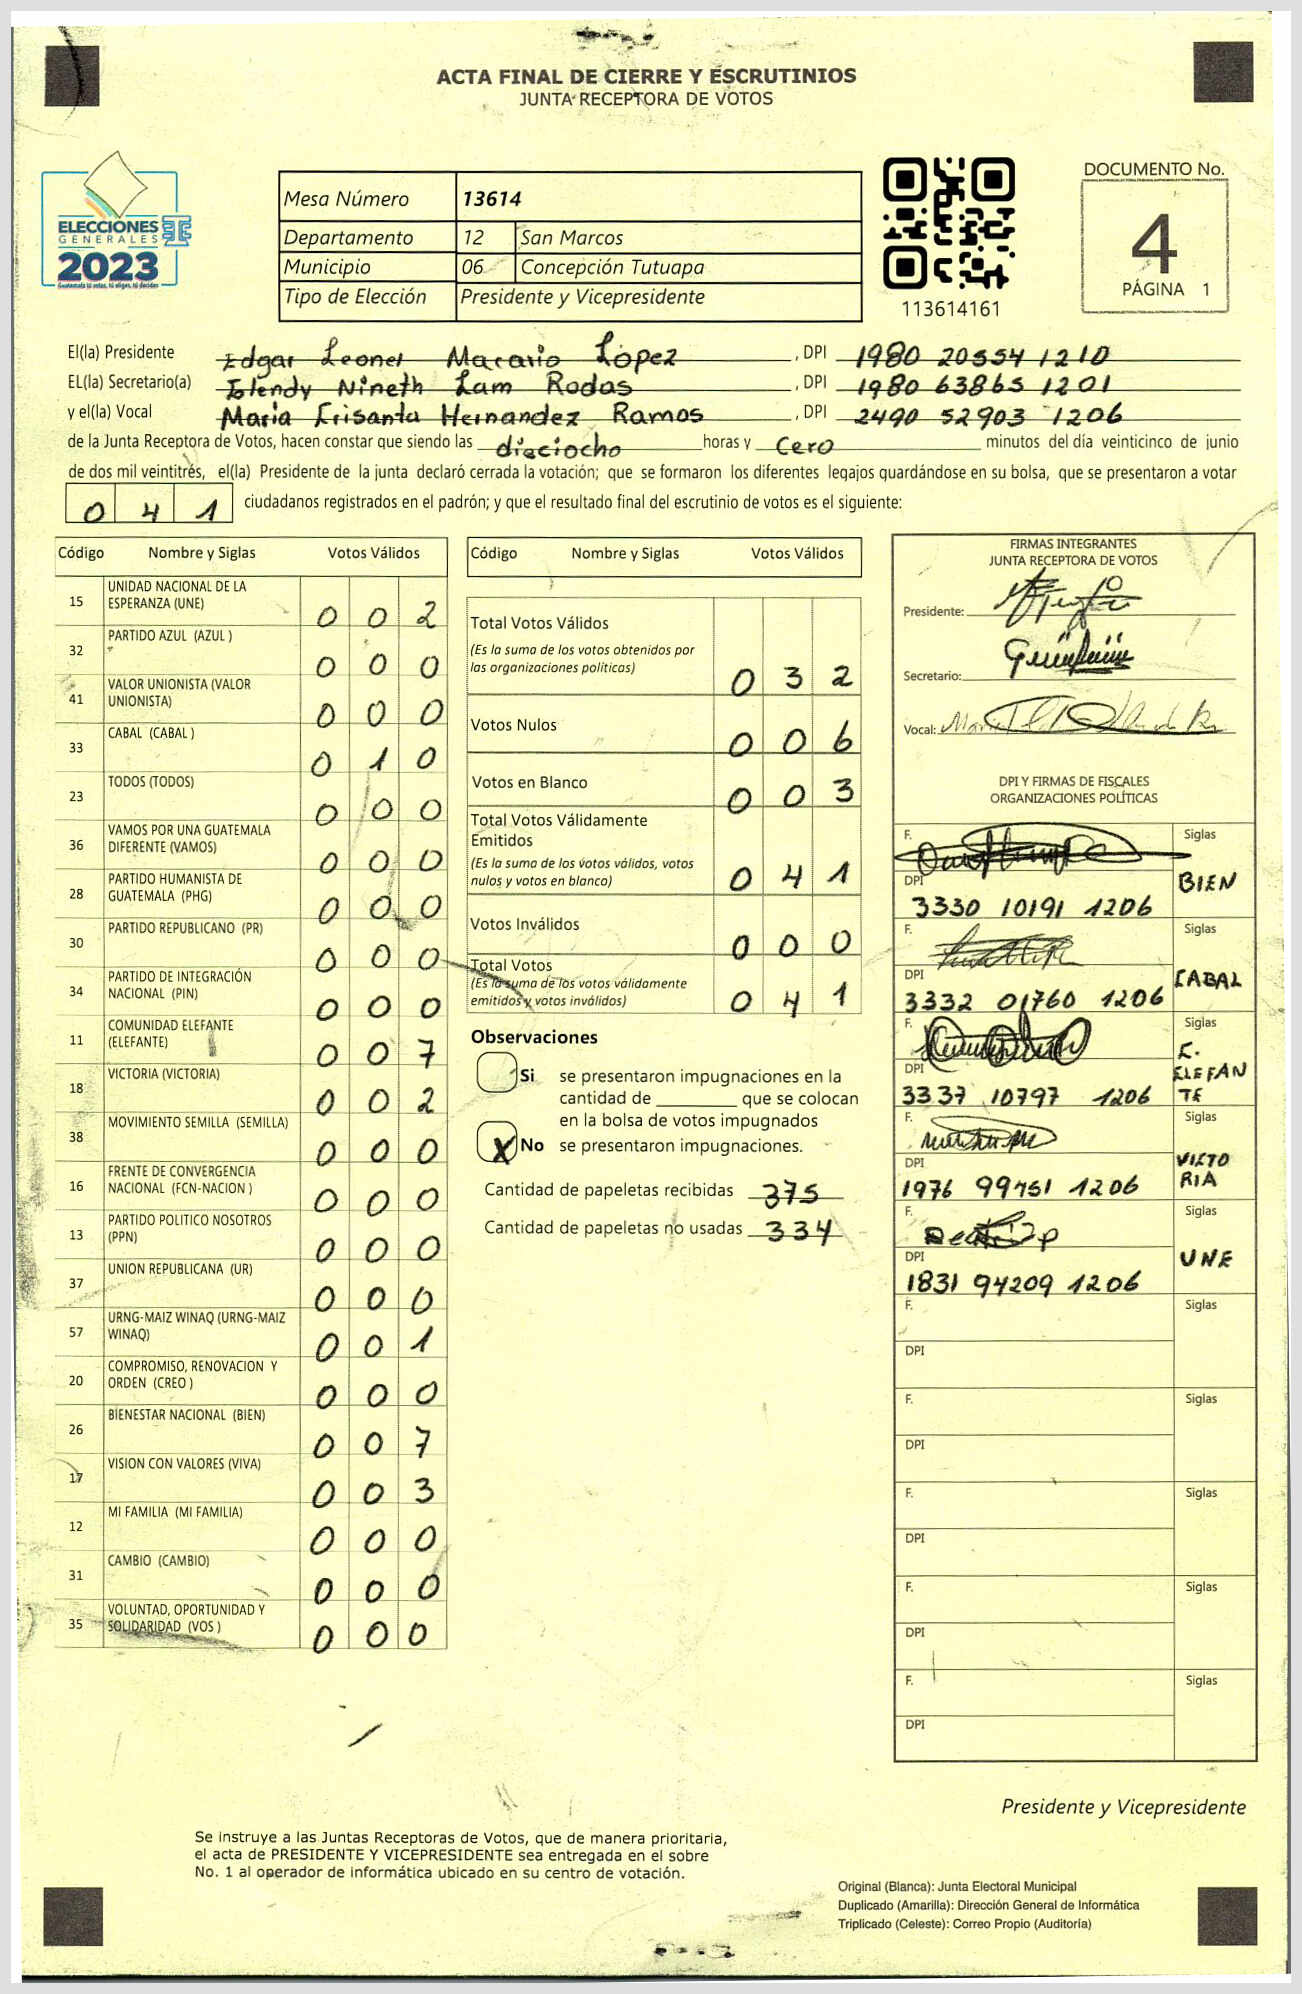 ACTA FINAL DE CIERRE Y ESCRUTINIOS
JUNTA RECEPTORA DE VOTOS
ELECCIONES
GENERALES
2023
Guatemala tú votas, tú eliges, tú decides
Mesa Número 13614
Departamento 12 San Marcos
Municipio 06 Concepción Tutuapa
Tipo de Elección Presidente y Vicepresidente
113614161
DOCUMENTO No.
4
PÁGINA 1
El(la) Presidente Edgar Leonel Macario López , DPI 1980 20554 1210
EL(la) Secretario(a) Nineth Lam Rodas , DPI 1980 63865 1201
y el(la) Vocal Maria Crisanta Hernandez Ramos , DPI 2490 52903 1206
de la Junta Receptora de Votos, hacen constar que siendo las dieciocho horas y cero minutos del día veinticinco de junio
de dos mil veintitrés, el(la) Presidente de la junta declaró cerrada la votación; que se formaron los diferentes legajos quardándose en su bolsa, que se presentaron a votar
0 4 1 ciudadanos registrados en el padrón; y que el resultado final del escrutinio de votos es el siguiente:
Código Nombre y Siglas Votos Válidos
15 UNIDAD NACIONAL DE LA ESPERANZA (UNE) 0 0 2
32 PARTIDO AZUL (AZUL ) 0 0 0
41 VALOR UNIONISTA (VALOR UNIONISTA) 0 0 0
33 CABAL (CABAL ) 0 1 0
23 TODOS (TODOS) 0 0 0
36 VAMOS POR UNA GUATEMALA DIFERENTE (VAMOS) 0 0 0
28 PARTIDO HUMANISTA DE GUATEMALA (PHG) 0 0 0
30 PARTIDO REPUBLICANO (PR) 0 0 0
34 PARTIDO DE INTEGRACIÓN NACIONAL (PIN) 0 0 0
11 COMUNIDAD ELEFANTE (ELEFANTE) 0 0 7
18 VICTORIA (VICTORIA) 0 0 2
38 MOVIMIENTO SEMILLA (SEMILLA) 0 0 0
16 FRENTE DE CONVERGENCIA NACIONAL (FCN-NACION ) 0 0 0
13 PARTIDO POLITICO NOSOTROS (PPN) 0 0 0
37 UNION REPUBLICANA (UR) 0 0 0
57 URNG-MAIZ WINAQ (URNG-MAIZ WINAQ) 0 0 1
20 COMPROMISO, RENOVACION Y ORDEN (CREO ) 0 0 0
26 BIENESTAR NACIONAL (BIEN) 0 0 7
17 VISION CON VALORES (VIVA) 0 0 3
12 MI FAMILIA (MI FAMILIA) 0 0 0
31 CAMBIO (CAMBIO) 0 0 0
35 VOLUNTAD, OPORTUNIDAD Y SOLIDARIDAD (VOS ) 0 0 0
Código Nombre y Siglas Votos Válidos
Total Votos Válidos
(Es la suma de los votos obtenidos por
las organizaciones políticas) 0 3 2
Votos Nulos 0 0 6
Votos en Blanco 0 0 3
Total Votos Válidamente
Emitidos
(Es la suma de los votos válidos, votos
nulos y votos en blanco) 0 4 1
Votos Inválidos 0 0 0
Total Votos
(Es la suma de los votos válidamente
emitidos y votos inválidos) 0 4 1
Observaciones
Si se presentaron impugnaciones en la
cantidad de ________ que se colocan
en la bolsa de votos impugnados
X No se presentaron impugnaciones.
Cantidad de papeletas recibidas 375
Cantidad de papeletas no usadas 334
FIRMAS INTEGRANTES
JUNTA RECEPTORA DE VOTOS
Presidente:
Secretario:
Vocal:
DPI Y FIRMAS DE FISCALES
ORGANIZACIONES POLÍTICAS
F. Siglas
DPI BIEN
3330 10191 1206
F. Siglas
DPI CABAL
3332 01760 1206
F. Siglas
DPI E. ELEFAN
3337 10797 1206 TE
F. Siglas
DPI VICTO
1976 99451 1206 RIA
F. Siglas
DPI UNE
1831 94209 1206
F. Siglas
DPI
F. Siglas
DPI
F. Siglas
DPI
F. Siglas
DPI
F. Siglas
DPI
Presidente y Vicepresidente
Se instruye a las Juntas Receptoras de Votos, que de manera prioritaria,
el acta de PRESIDENTE Y VICEPRESIDENTE sea entregada en el sobre
No. 1 al operador de informática ubicado en su centro de votación.
Original (Blanca): Junta Electoral Municipal
Duplicado (Amarilla): Dirección General de Informática
Triplicado (Celeste): Correo Propio (Auditoría)